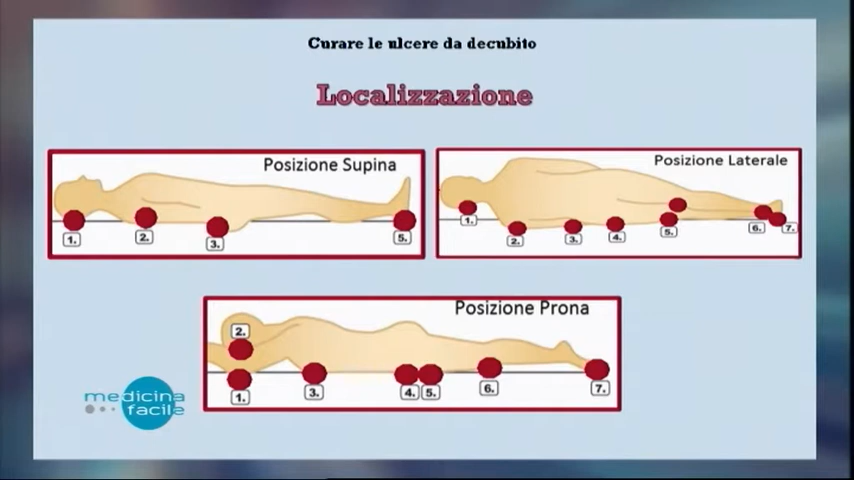 Curare le ulcere da decubito
Localizzazione
Posizione Supina
1.
2.
3.
5.
Posizione Laterale
1.
2.
3.
4.
5.
6.
7.
Posizione Prona
2.
1.
3.
4.
5.
6.
7.
medicina
facile